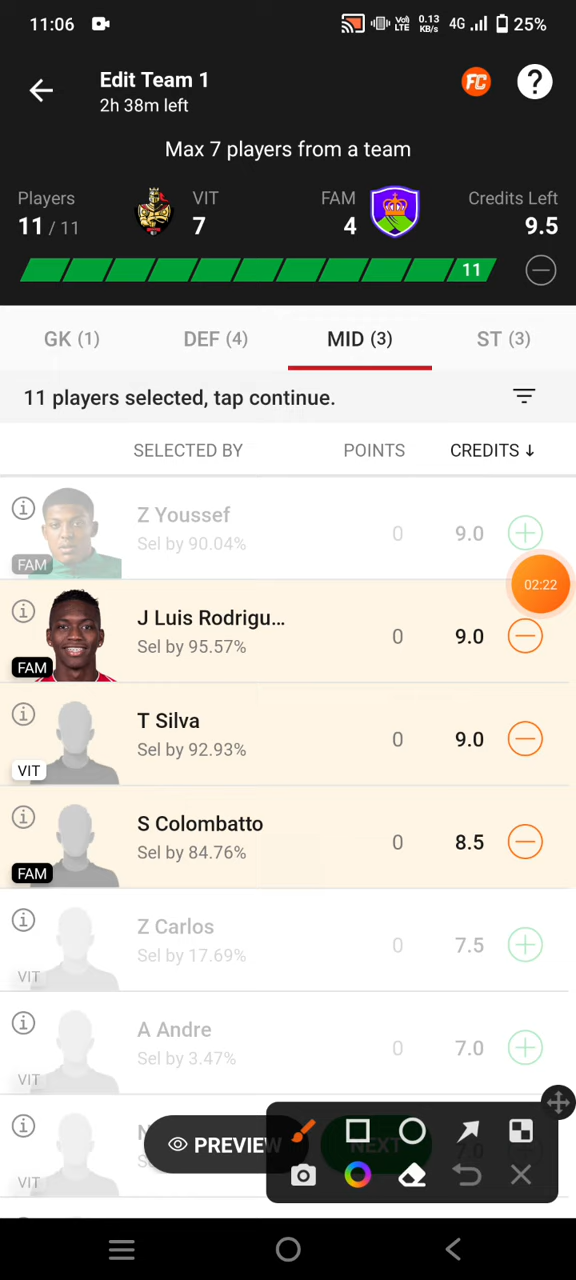 11:06
Vo) LTE 0.13 KB/s 4G 25%
Edit Team 1
2h 38m left
FC ?
Max 7 players from a team
Players VIT FAM Credits Left
11 / 11 7 4 9.5
11
GK (1) DEF (4) MID (3) ST (3)
11 players selected, tap continue.
SELECTED BY POINTS CREDITS ↓
Z Youssef
Sel by 90.04% 0 9.0
FAM
02:22
J Luis Rodrigu...
Sel by 95.57% 0 9.0
FAM
T Silva
Sel by 92.93% 0 9.0
VIT
S Colombatto
Sel by 84.76% 0 8.5
FAM
Z Carlos
Sel by 17.69% 0 7.5
VIT
A Andre
Sel by 3.47% 0 7.0
VIT
PREVIEW NEXT
VIT